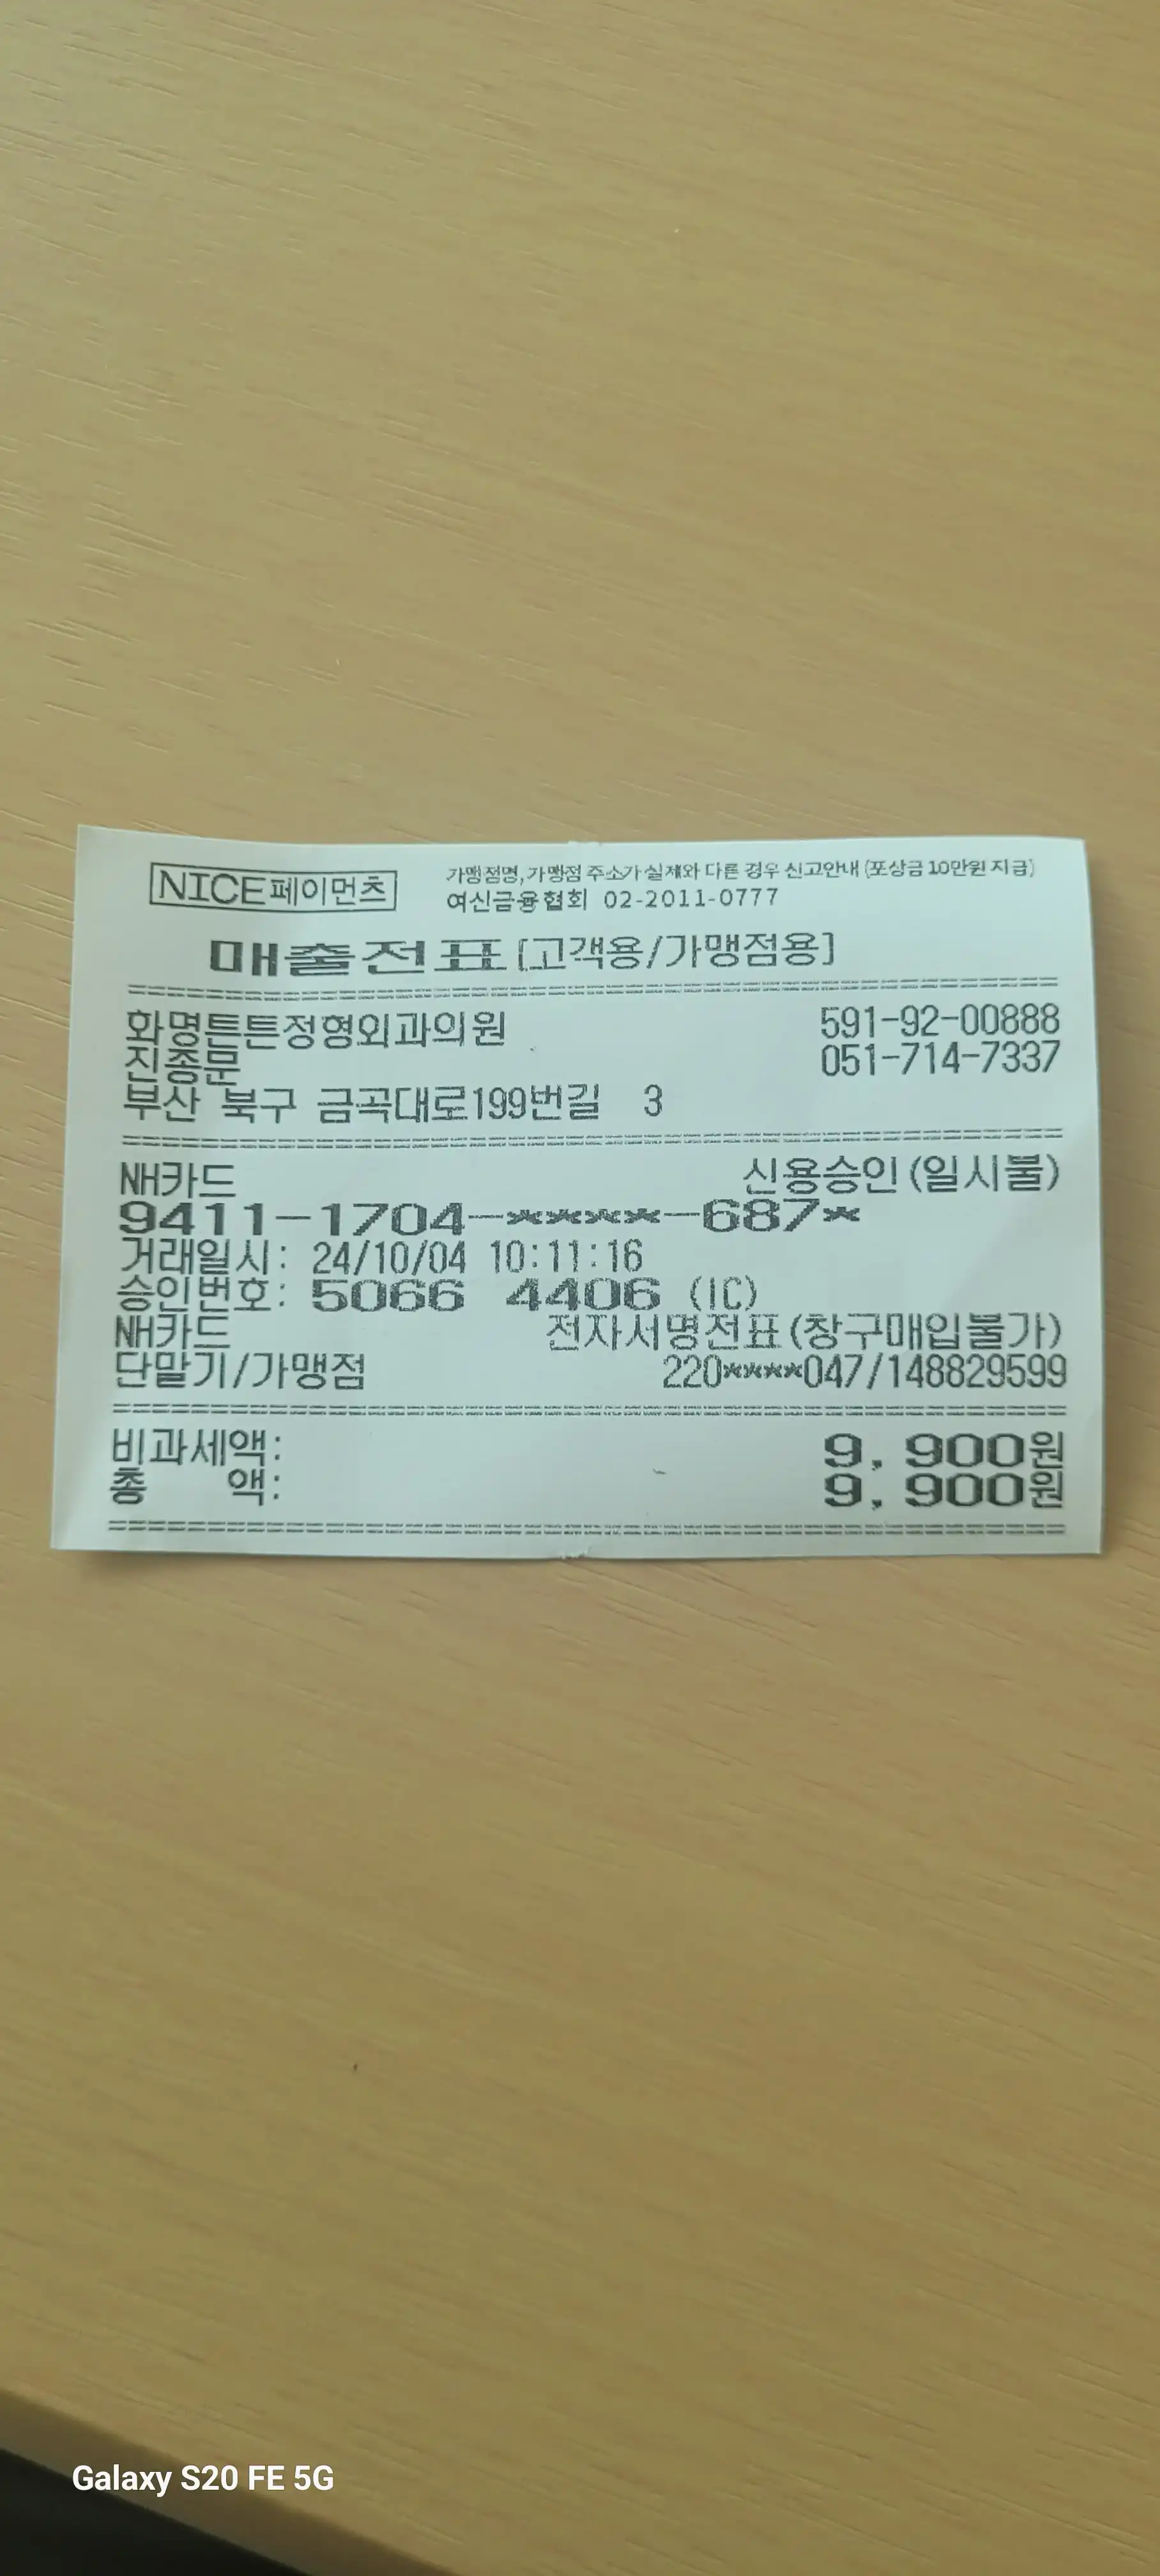 NICE페이먼츠
가맹점명,가맹점 주소가 실제와 다른 경우 신고안내 (포상금 10만원 지급)
여신금융협회 02-2011-0777
매출전표[고객용/가맹점용]
화명튼튼정형외과의원 591-92-00888
진종문 051-714-7337
부산 북구 금곡대로199번길 3
NH카드 신용승인(일시불)
9411-1704-****-687*
거래일시: 24/10/04 10:11:16
승인번호: 5066 4406 (IC)
NH카드 전자서명전표(창구매입불가)
단말기/가맹점 220****047/148829599
비과세액: 9,900원
총 액: 9,900원
Galaxy S20 FE 5G